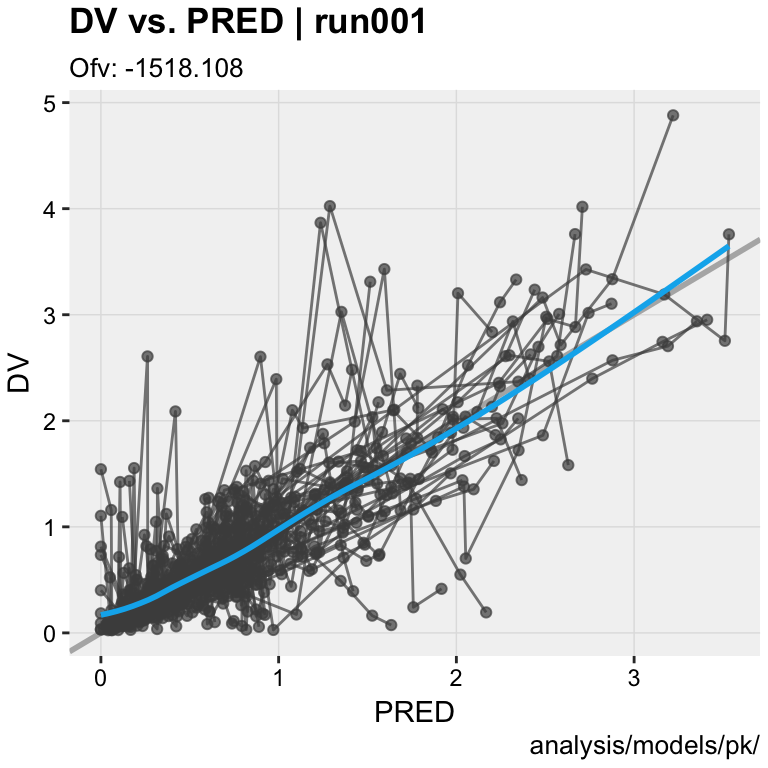 DV vs. PRED | run001
Ofv: -1518.108
5
4
3
2
1
0
DV
0 1 2 3
PRED
analysis/models/pk/